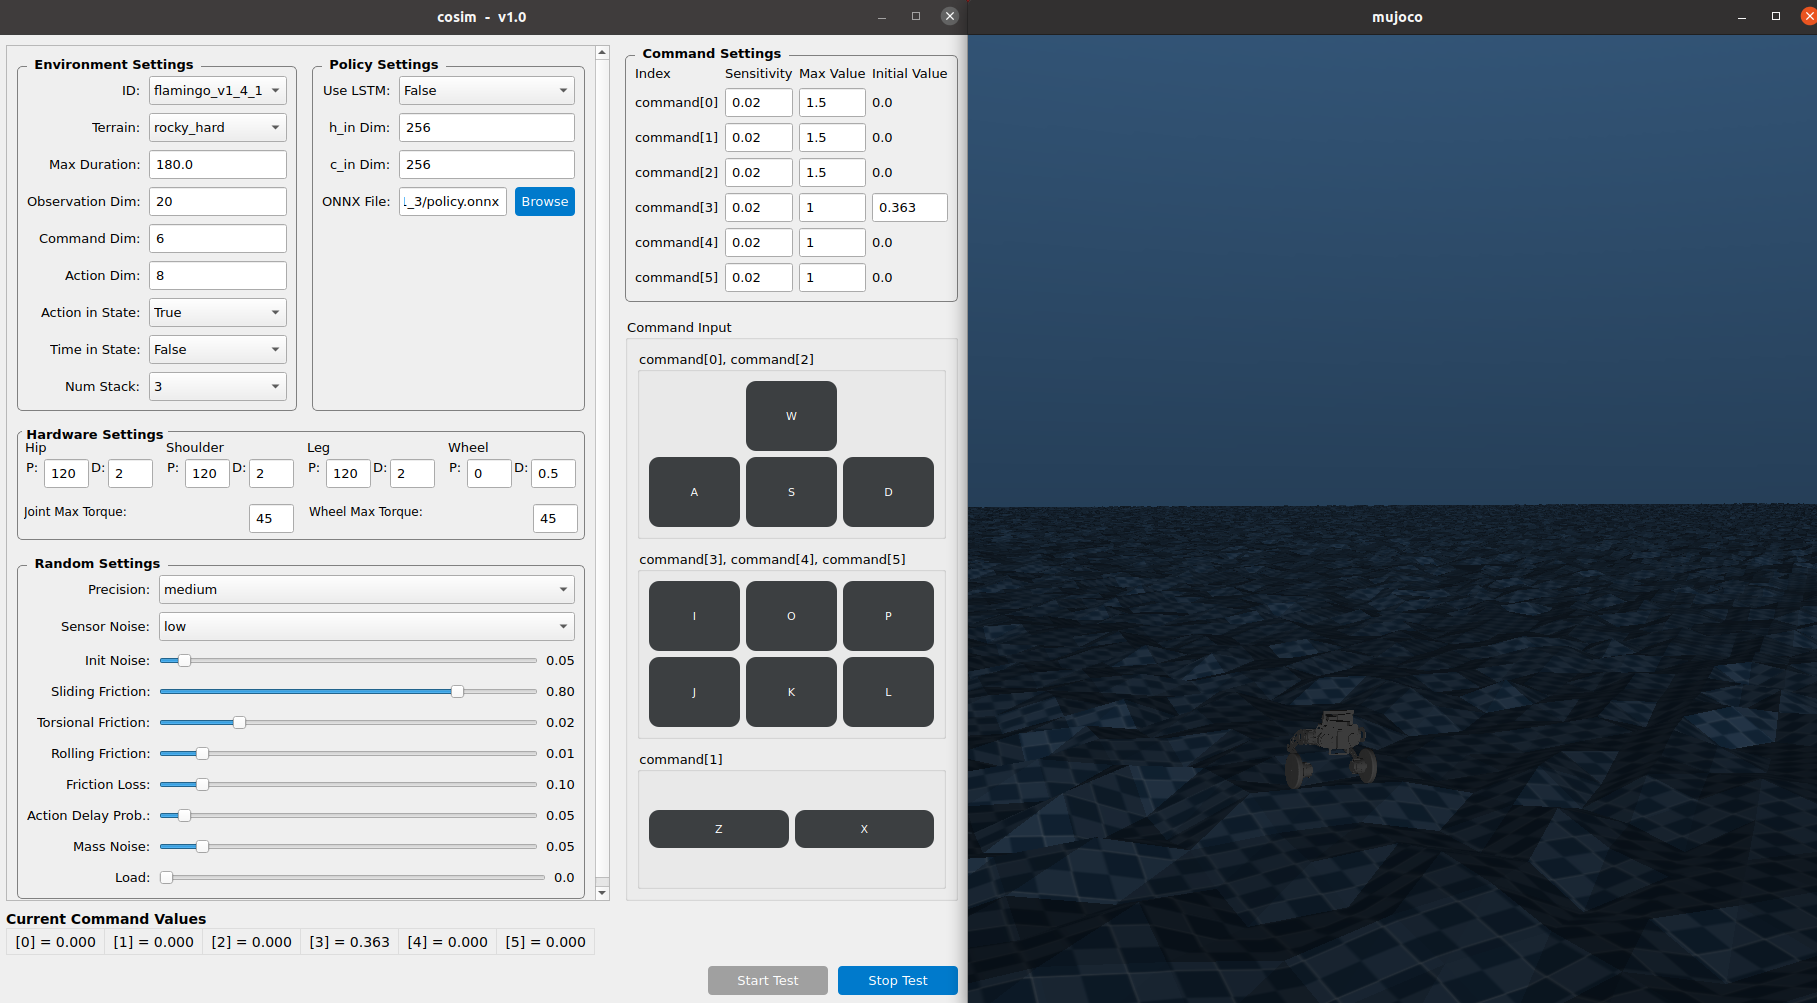 cosim - v1.0
mujoco
Environment Settings
ID: flamingo_v1_4_1
Terrain: rocky_hard
Max Duration: 180.0
Observation Dim: 20
Command Dim: 6
Action Dim: 8
Action in State: True
Time in State: False
Num Stack: 3
Policy Settings
Use LSTM: False
h_in Dim: 256
c_in Dim: 256
ONNX File: _3/policy.onnx Browse
Hardware Settings
Hip Shoulder Leg Wheel
P: 120 D: 2 P: 120 D: 2 P: 120 D: 2 P: 0 D: 0.5
Joint Max Torque: 45 Wheel Max Torque: 45
Random Settings
Precision: medium
Sensor Noise: low
Init Noise: 0.05
Sliding Friction: 0.80
Torsional Friction: 0.02
Rolling Friction: 0.01
Friction Loss: 0.10
Action Delay Prob.: 0.05
Mass Noise: 0.05
Load: 0.0
Command Settings
Index Sensitivity Max Value Initial Value
command[0] 0.02 1.5 0.0
command[1] 0.02 1.5 0.0
command[2] 0.02 1.5 0.0
command[3] 0.02 1 0.363
command[4] 0.02 1 0.0
command[5] 0.02 1 0.0
Command Input
command[0], command[2]
W
A S D
command[3], command[4], command[5]
I O P
J K L
command[1]
Z X
Current Command Values
[0] = 0.000 [1] = 0.000 [2] = 0.000 [3] = 0.363 [4] = 0.000 [5] = 0.000
Start Test Stop Test